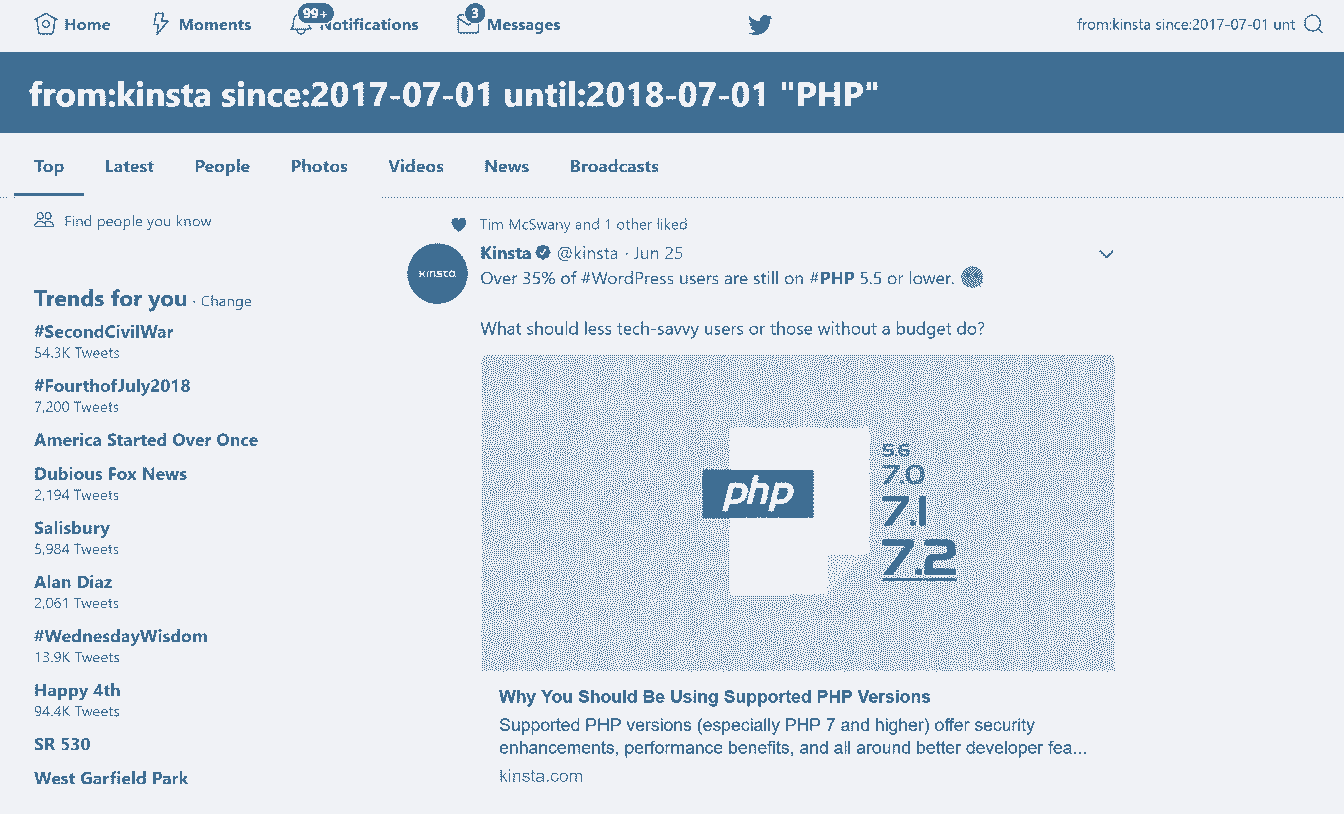 Home
Moments
99+
Notifications
3
Messages
from:kinsta since:2017-07-01 unt
from:kinsta since:2017-07-01 until:2018-07-01 "PHP"
Top
Latest
People
Photos
Videos
News
Broadcasts
Find people you know
Trends for you · Change
#SecondCivilWar
54.3K Tweets
#FourthofJuly2018
7,200 Tweets
America Started Over Once
Dubious Fox News
2,194 Tweets
Salisbury
5,984 Tweets
Alan Diaz
2,061 Tweets
#WednesdayWisdom
13.9K Tweets
Happy 4th
94.4K Tweets
SR 530
West Garfield Park
Tim McSwany and 1 other liked
KINSTA
Kinsta @kinsta · Jun 25
Over 35% of #WordPress users are still on #PHP 5.5 or lower.
What should less tech-savvy users or those without a budget do?
php
5.6
7.0
7.1
7.2
Why You Should Be Using Supported PHP Versions
Supported PHP versions (especially PHP 7 and higher) offer security
enhancements, performance benefits, and all around better developer fea...
kinsta.com